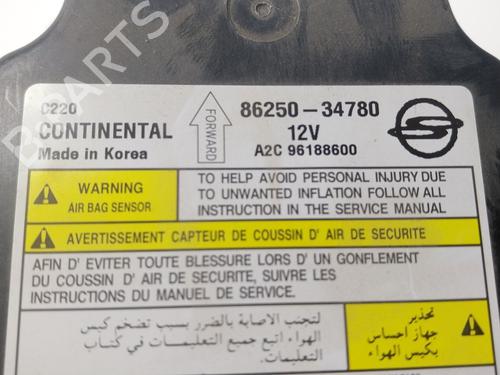 C220
CONTINENTAL
Made in Korea
FORWARD
86250-34780
12V
A2C 96188600
WARNING
AIR BAG SENSOR
TO HELP AVOID PERSONAL INJURY DUE
TO UNWANTED INFLATION FOLLOW ALL
INSTRUCTION IN THE SERVICE MANUAL
AVERTISSEMENT CAPTEUR DE COUSSIN D' AIR DE SECURITE
AFIN D' EVITER TOUTE BLESSURE LORS D' UN GONFLEMENT
DU COUSSIN D' AIR DE SECURITE, SUIVRE LES
INSTRUCTIONS DU MANUEL DE SERVICE.
تحذير
جهاز احساس
بكيس الهواء
لتجنب الاصابة بالضرر بسبب تضخم كيس
الهواء اتبع جميع التعليمات في كتاب
التعليمات.
B PARTS